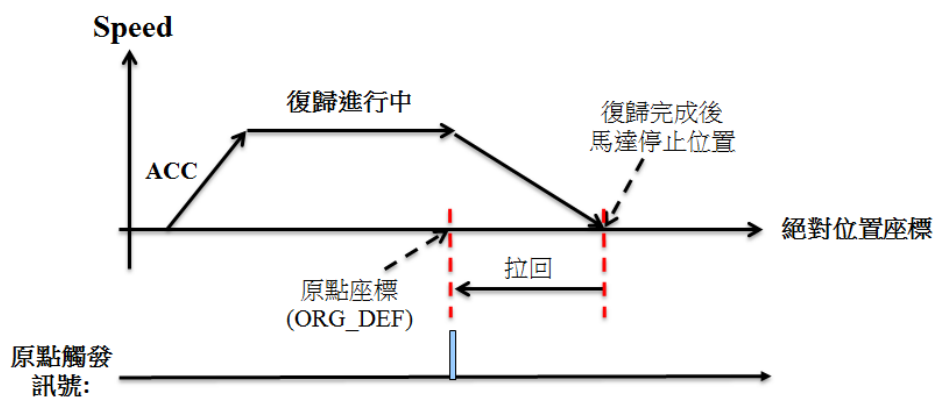 Speed
復歸進行中
復歸完成後
馬達停止位置
ACC
絕對位置座標
拉回
原點座標
(ORG_DEF)
原點觸發
訊號: